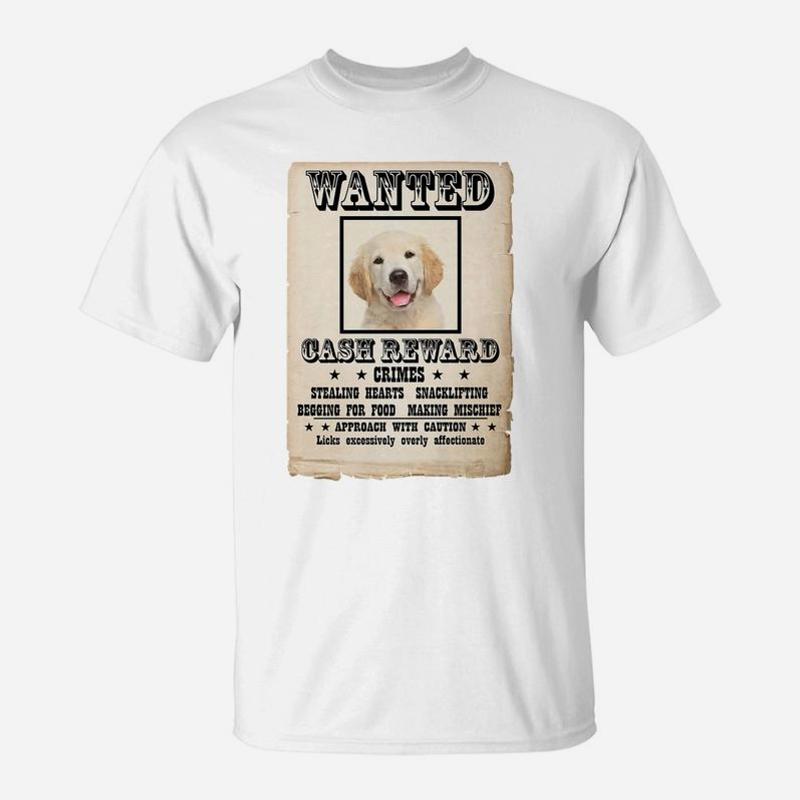 WANTED
CASH REWARD
★ ★ CRIMES ★ ★
STEALING HEARTS SNACKLIFTING
BEGGING FOR FOOD MAKING MISCHIEF
★ ★ APPROACH WITH CAUTION ★ ★
Licks excessively overly affectionate